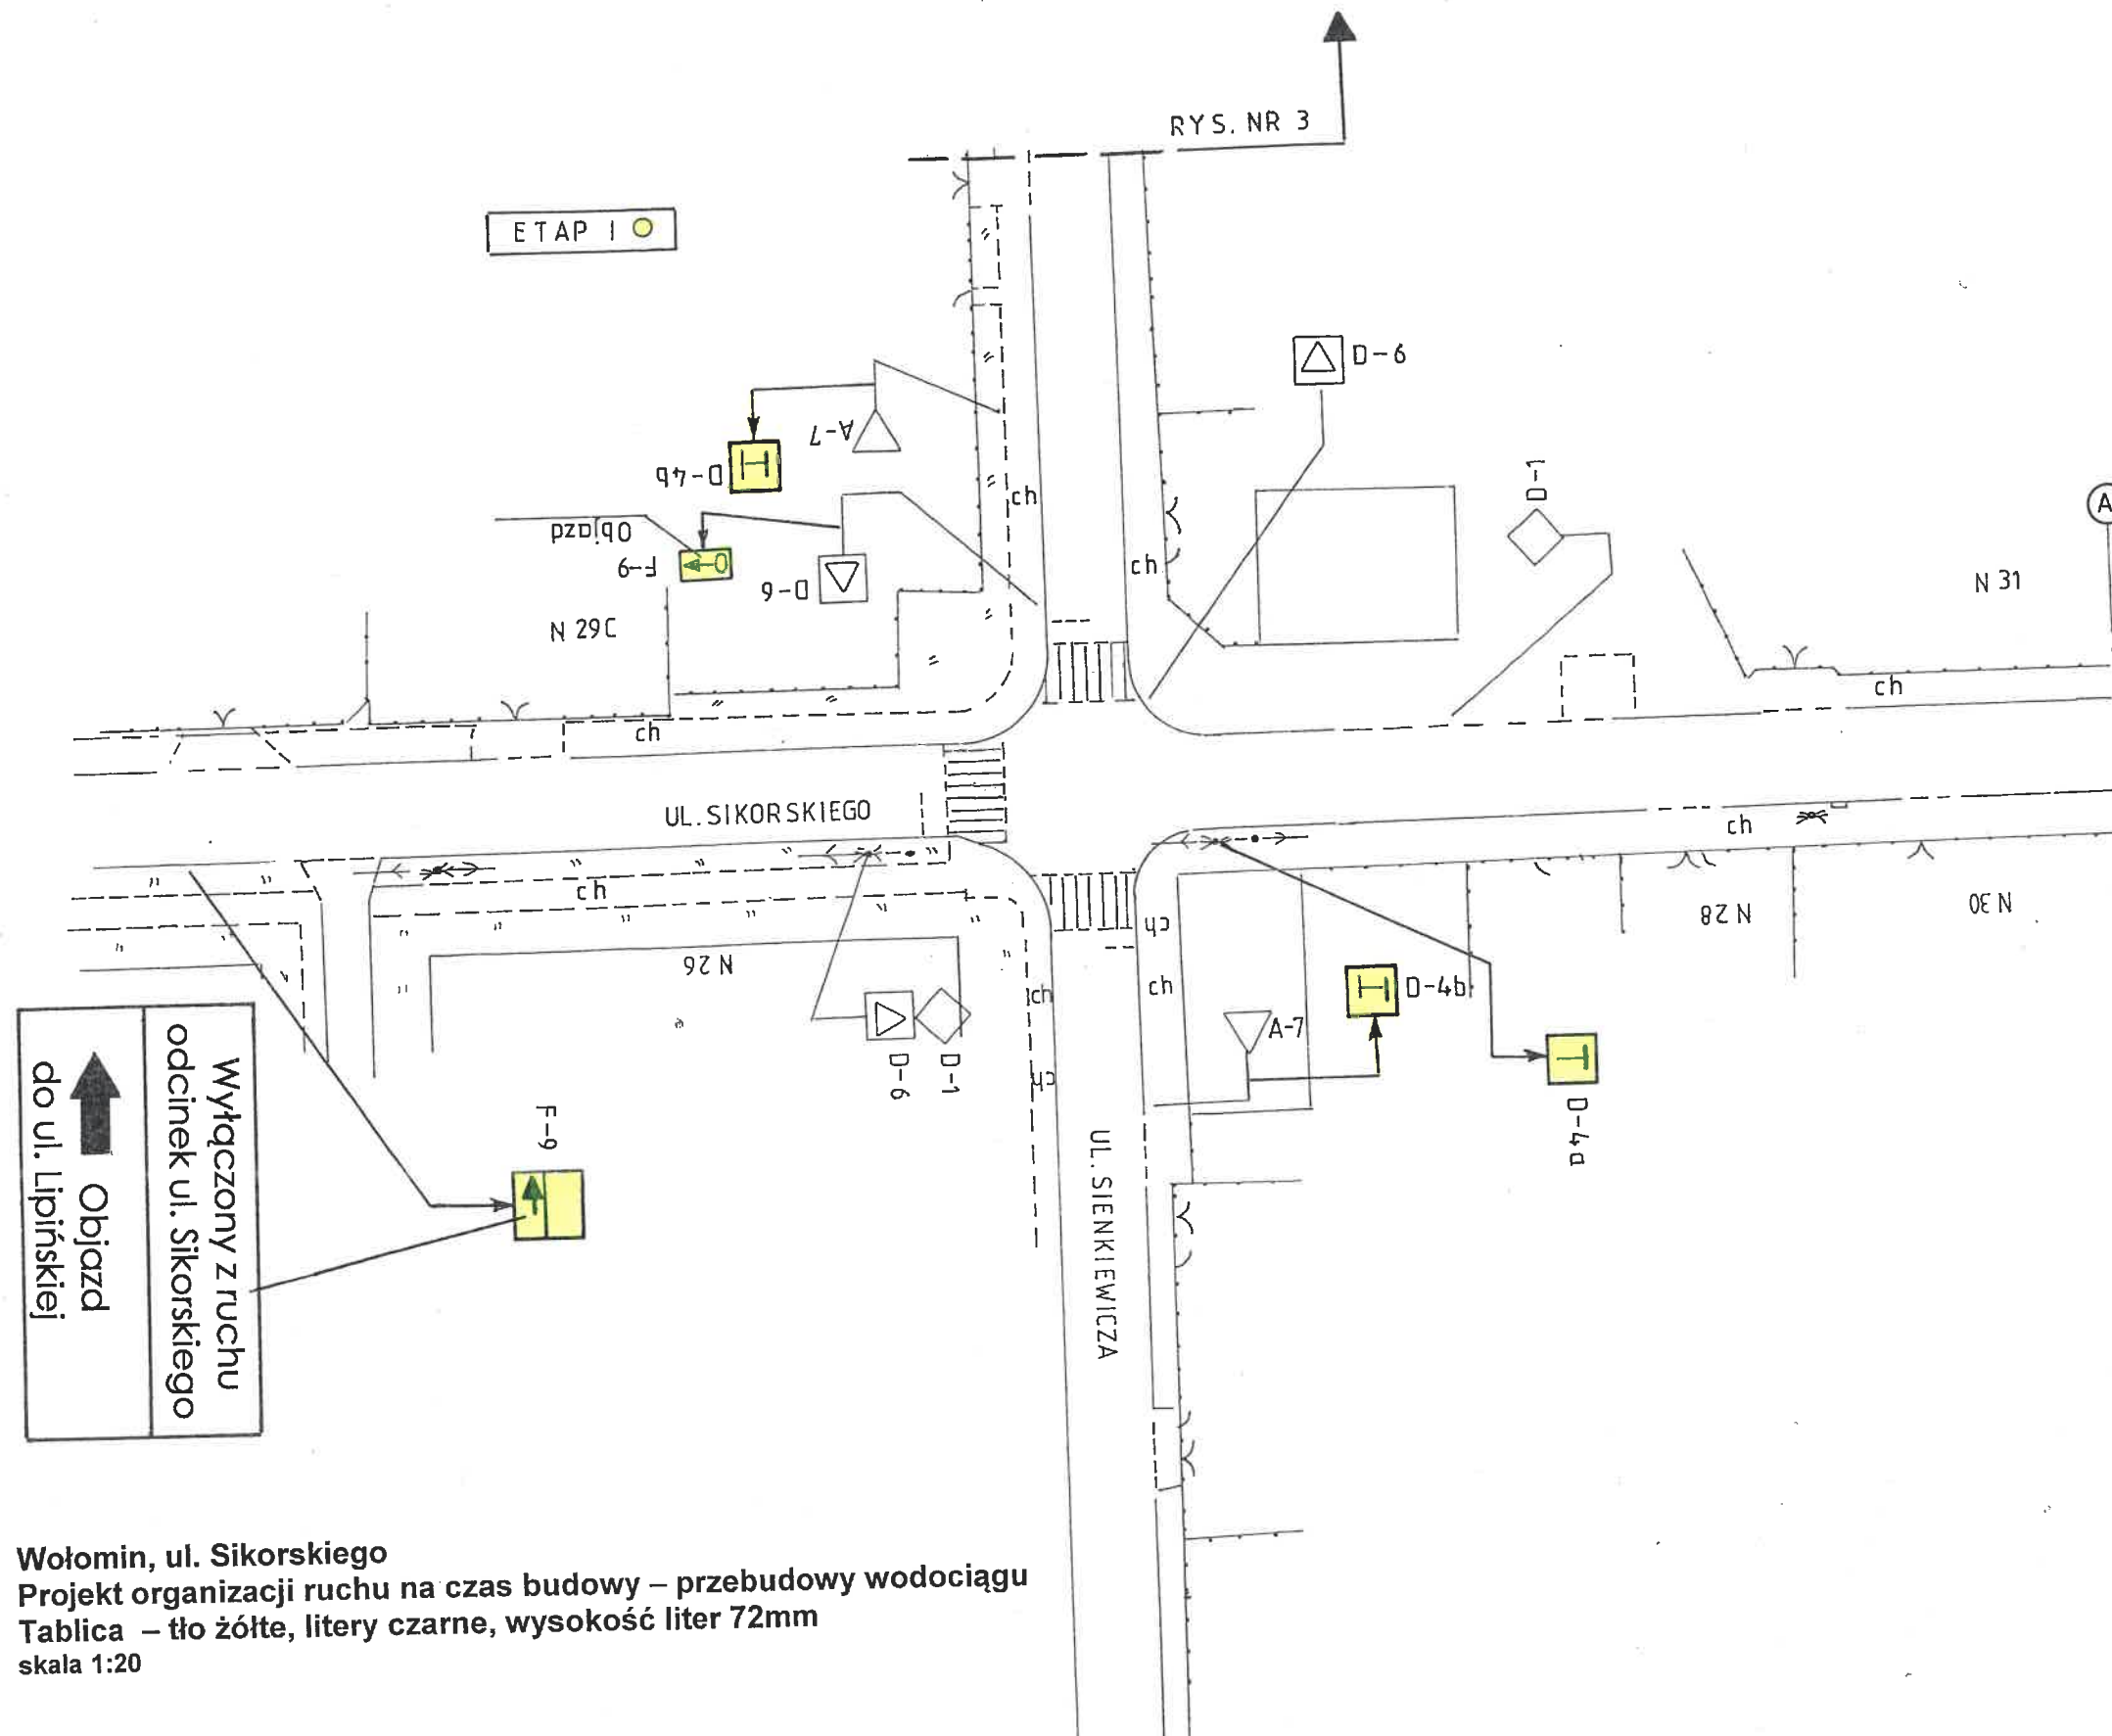 RYS. NR 3
ETAP I
D-6
A-7
D-4b
Objazd
F-9
D-6
D-1
A
N 31
N 29C
ch
ch
ch
ch
UL. SIKORSKIEGO
ch
ch
ch
ch
ch
ch
N 26
N 28
N 30
D-4b
A-7
D-6
D-1
D-4a
F-9
UL. SIENKIEWICZA
Wyłączony z ruchu
odcinek ul. Sikorskiego
Objazd
do ul. Lipińskiej
Wołomin, ul. Sikorskiego
Projekt organizacji ruchu na czas budowy – przebudowy wodociągu
Tablica – tło żółte, litery czarne, wysokość liter 72mm
skala 1:20